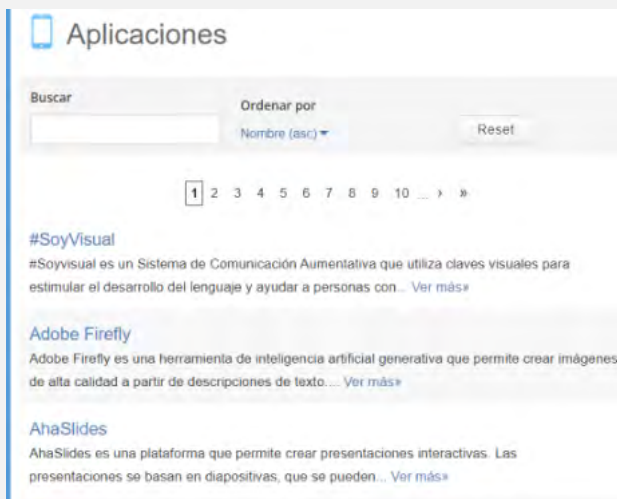 Aplicaciones
Buscar
Ordenar por
Nombre (asc)
Reset
1 2 3 4 5 6 7 8 9 10 ... › »
#SoyVisual
#Soyvisual es un Sistema de Comunicación Aumentativa que utiliza claves visuales para
estimular el desarrollo del lenguaje y ayudar a personas con... Ver más»
Adobe Firefly
Adobe Firefly es una herramienta de inteligencia artificial generativa que permite crear imágenes
de alta calidad a partir de descripciones de texto.... Ver más»
AhaSlides
AhaSlides es una plataforma que permite crear presentaciones interactivas. Las
presentaciones se basan en diapositivas, que se pueden... Ver más»